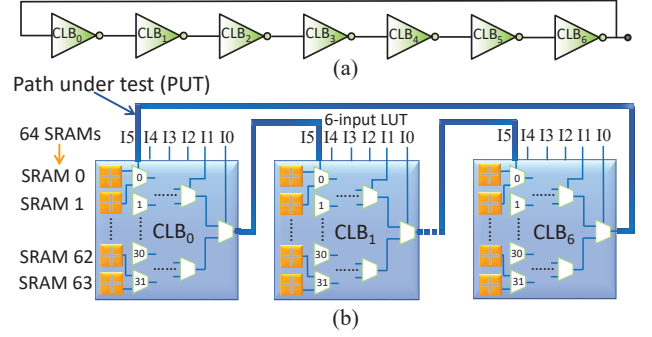 CLB0 CLB1 CLB2 CLB3 CLB4 CLB5 CLB6
(a)
Path under test (PUT)
6-input LUT
64 SRAMs
I5 I4 I3 I2 I1 I0 I5 I4 I3 I2 I1 I0 I5 I4 I3 I2 I1 I0
SRAM 0 0 0 0
SRAM 1 1 1 1
CLB0 CLB1 CLB6
SRAM 62 30 30 30
SRAM 63 31 31 31
(b)